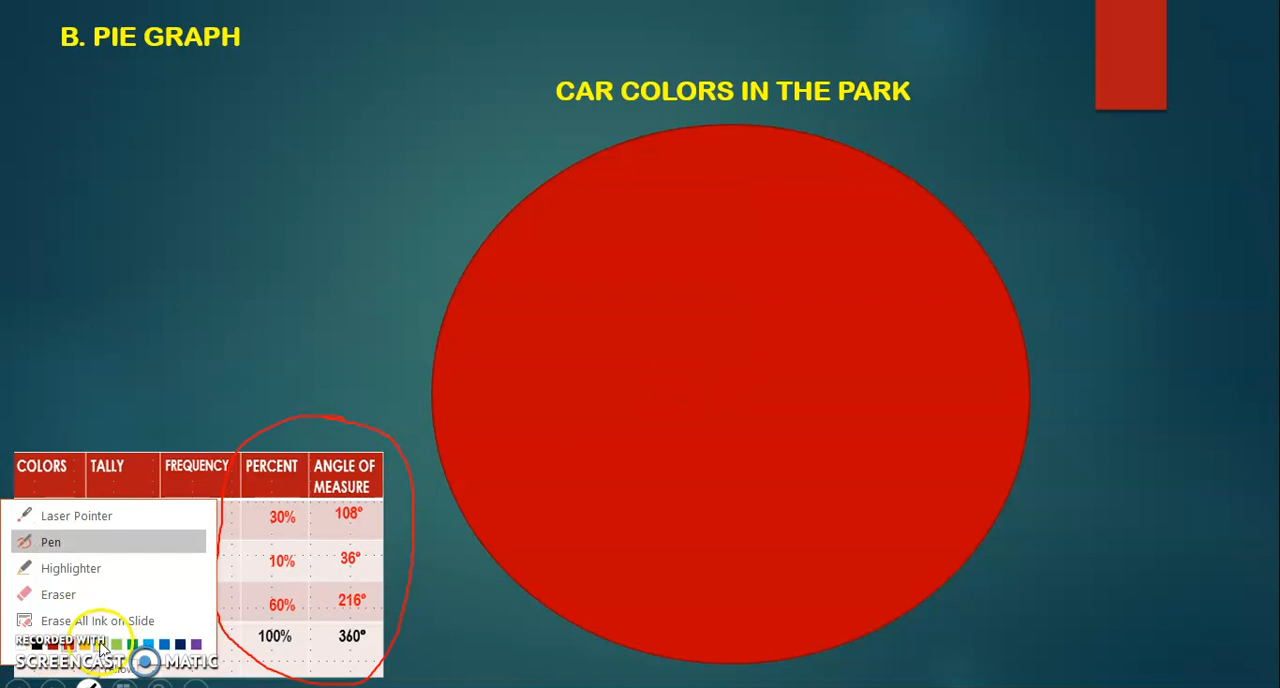 B. PIE GRAPH
CAR COLORS IN THE PARK
COLORS TALLY FREQUENCY PERCENT ANGLE OF MEASURE
30% 108°
10% 36°
60% 216°
100% 360°
Laser Pointer
Pen
Highlighter
Eraser
Erase All Ink on Slide
RECORDED WITH
SCREENCAST MATIC